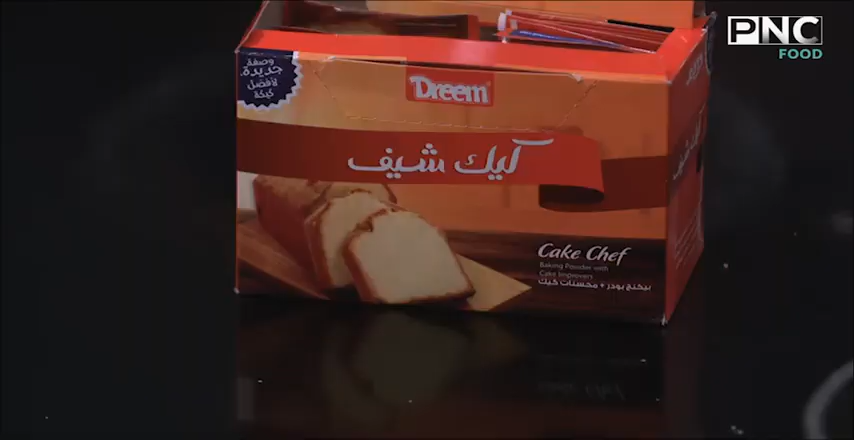 PNC
FOOD
وصفة
جديدة
لأفضل
كيكة
Dreem
كيك شيف
Cake Chef
Baking Powder with
Cake Improvers
بيكنج بودر + محسنات كيك